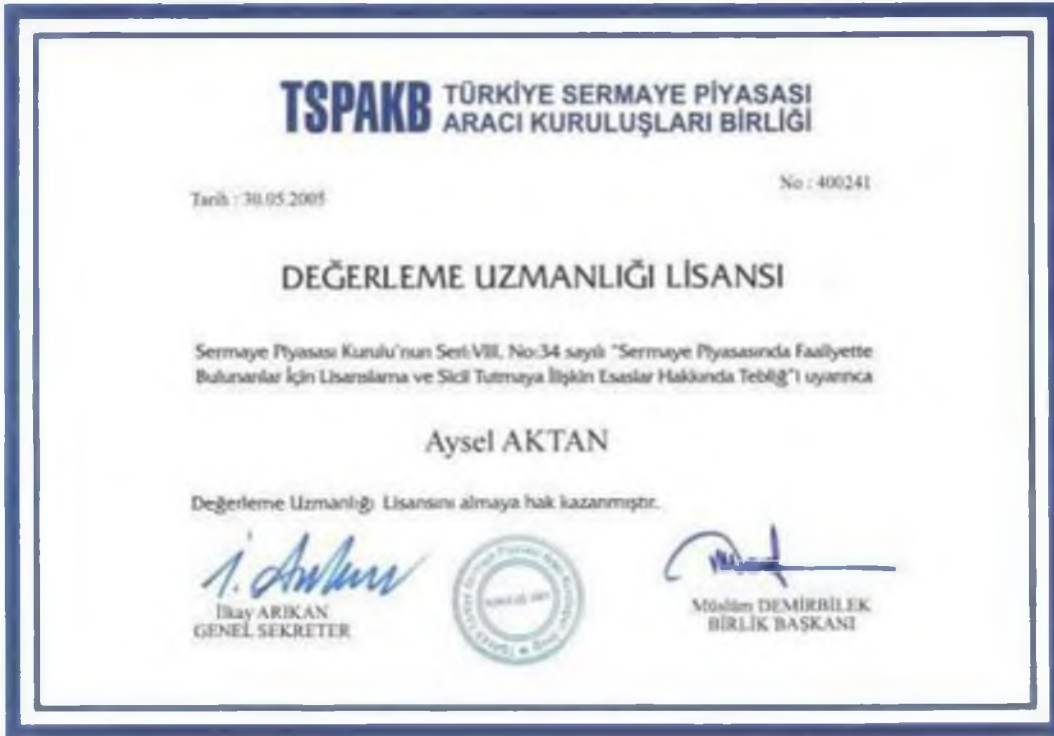 TSPAKB TÜRKİYE SERMAYE PİYASASI
ARACI KURULUŞLARI BİRLİĞİ
Tarih : 30.05.2005
No : 400241
DEĞERLEME UZMANLIĞI LİSANSI
Sermaye Piyasası Kurulu'nun Seri:VIII, No:34 sayılı "Sermaye Piyasasında Faaliyette
Bulunanlar İçin Lisanslama ve Sicil Tutmaya İlişkin Esaslar Hakkında Tebliğ"i uyarınca
Aysel AKTAN
Değerleme Uzmanlığı Lisansını almaya hak kazanmıştır.
İlkay ARIKAN
GENEL SEKRETER
Müslüm DEMİRBİLEK
BİRLİK BAŞKANI